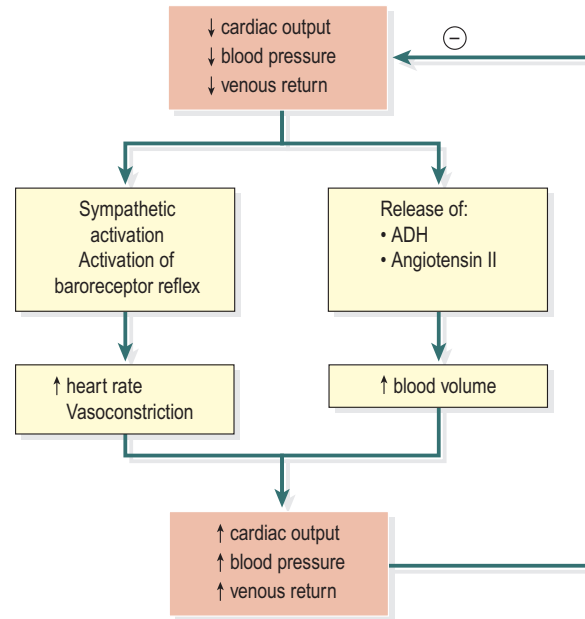 ↓ cardiac output
↓ blood pressure
↓ venous return
−
Sympathetic
activation
Activation of
baroreceptor reflex
Release of:
• ADH
• Angiotensin II
↑ heart rate
Vasoconstriction
↑ blood volume
↑ cardiac output
↑ blood pressure
↑ venous return